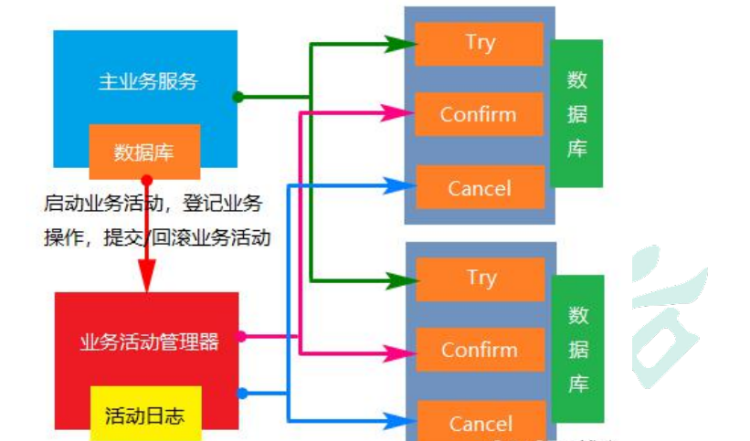 主业务服务
数据库
启动业务活动，登记业务
操作，提交/回滚业务活动
业务活动管理器
活动日志
Try
Confirm
Cancel
数
据
库
Try
Confirm
Cancel
数
据
库